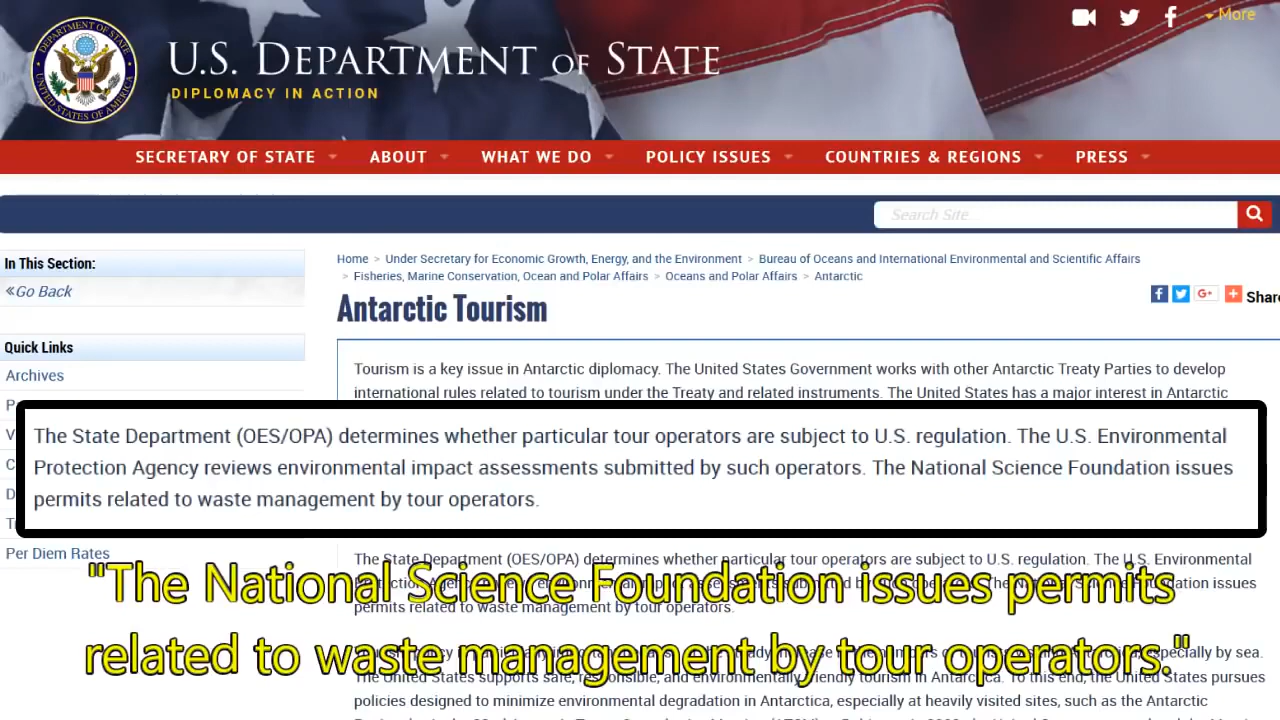 More
U.S. DEPARTMENT OF STATE
DIPLOMACY IN ACTION
DEPARTMENT OF STATE
UNITED STATES OF AMERICA
SECRETARY OF STATE ABOUT WHAT WE DO POLICY ISSUES COUNTRIES & REGIONS PRESS
Search Site...
In This Section:
«Go Back
Quick Links
Archives
Per Diem Rates
Home > Under Secretary for Economic Growth, Energy, and the Environment > Bureau of Oceans and International Environmental and Scientific Affairs
> Fisheries, Marine Conservation, Ocean and Polar Affairs > Oceans and Polar Affairs > Antarctic
Antarctic Tourism
Share
Tourism is a key issue in Antarctic diplomacy. The United States Government works with other Antarctic Treaty Parties to develop
international rules related to tourism under the Treaty and related instruments. The United States has a major interest in Antarctic
The State Department (OES/OPA) determines whether particular tour operators are subject to U.S. regulation. The U.S. Environmental
Protection Agency reviews environmental impact assessments submitted by such operators. The National Science Foundation issues
permits related to waste management by tour operators.
The State Department (OES/OPA) determines whether particular tour operators are subject to U.S. regulation. The U.S. Environmental
permits related to waste management by tour operators.
"The National Science Foundation issues permits
related to waste management by tour operators."
The United States supports safe, responsible, and environmentally friendly tourism in Antarctica. To this end, the United States pursues
policies designed to minimize environmental degradation in Antarctica, especially at heavily visited sites, such as the Antarctic